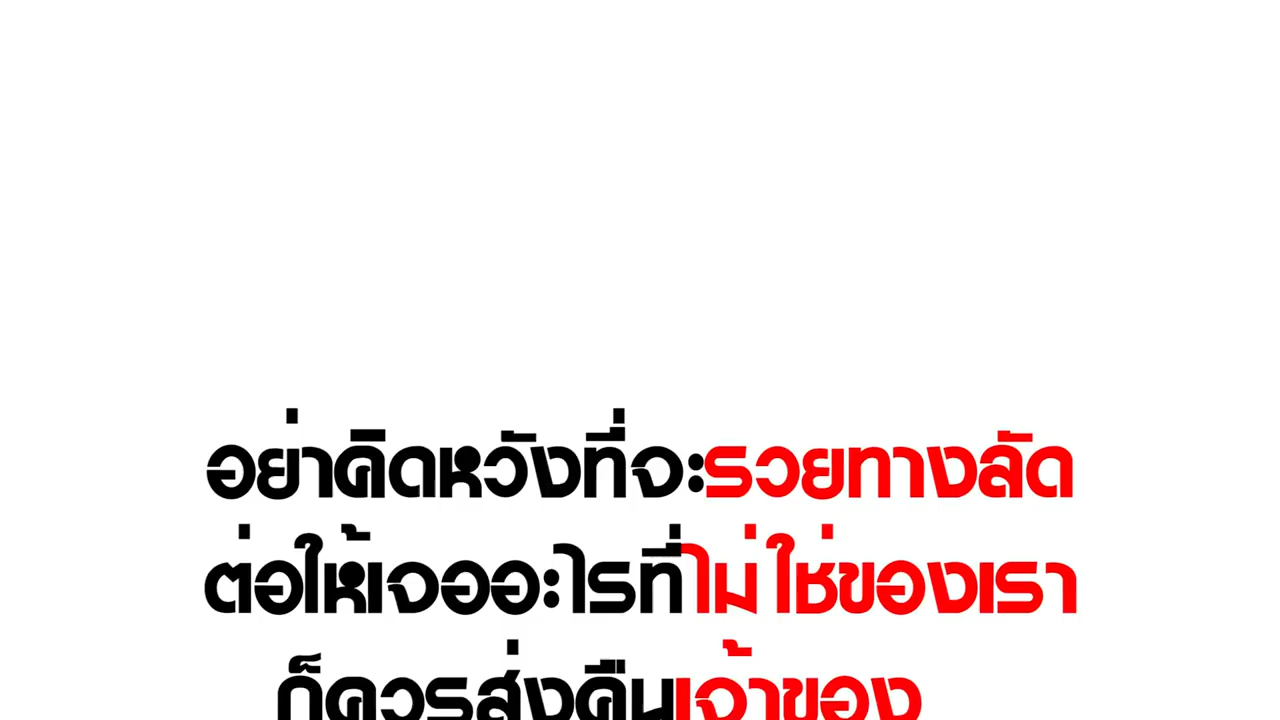 อย่าคิดหวังที่จะรวยทางลัด
ต่อให้เจออะไรที่ไม่ใช่ของเรา
ก็ควรส่งคืนเจ้าของ